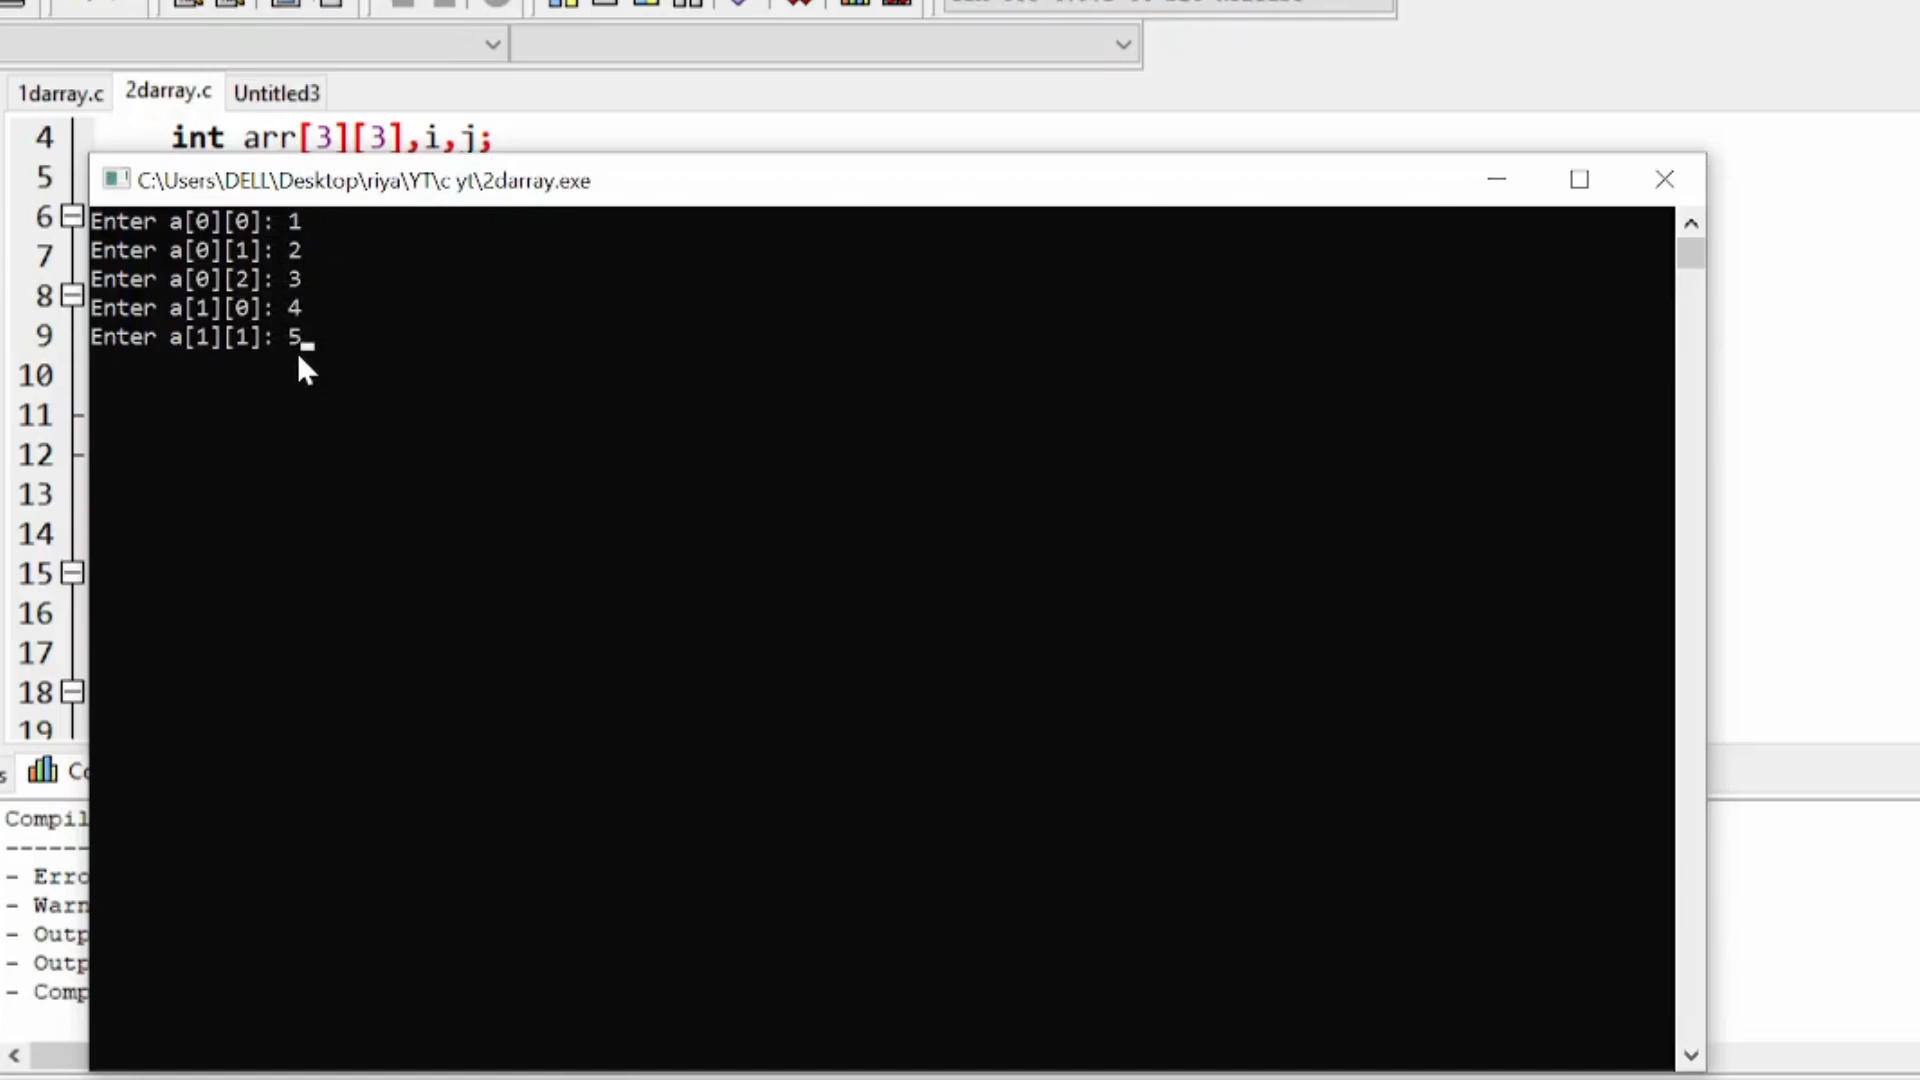 1darray.c
2darray.c
Untitled3
4 int arr[3][3],i,j;
5
C:\Users\DELL\Desktop\riya\YT\c yt\2darray.exe
6
Enter a[0][0]: 1
Enter a[0][1]: 2
7
Enter a[0][2]: 3
8
Enter a[1][0]: 4
9
Enter a[1][1]: 5
10
11
12
13
14
15
16
17
18
19
s
Co
Compil
-------
- Erro
- Warn
- Outp
- Outp
- Comp